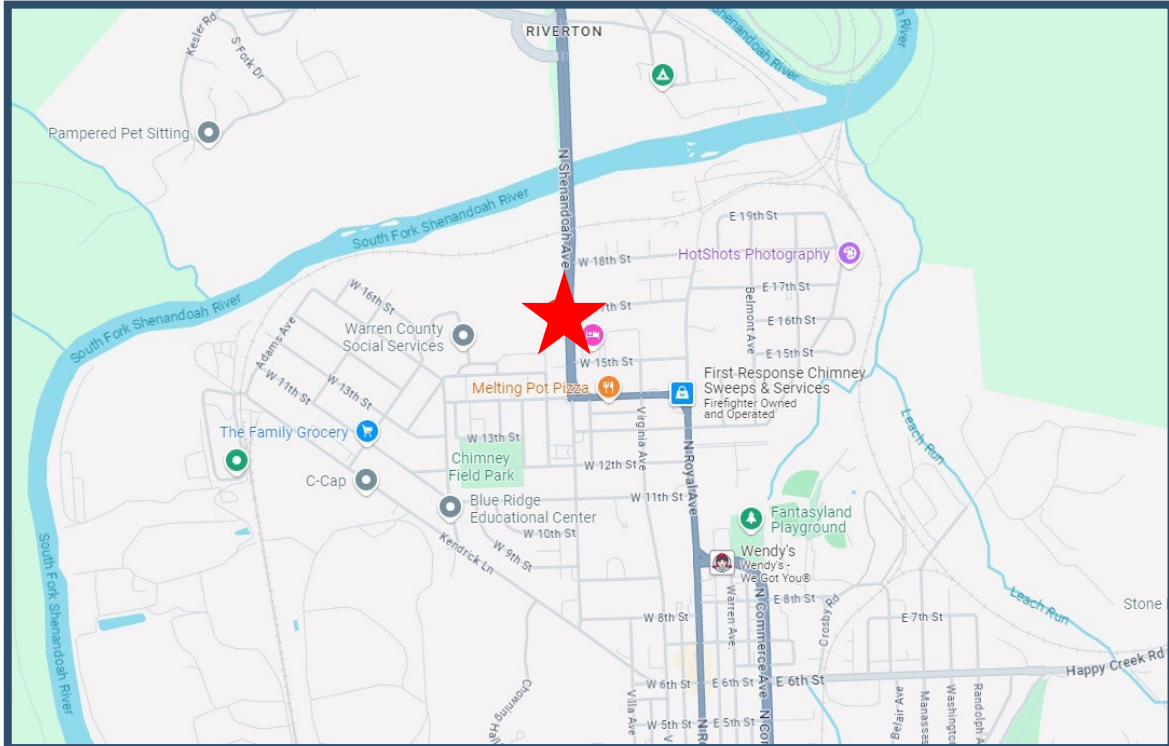 RIVERTON
Kesler Rd
S Fork Dr
Shenandoah River
River
Pampered Pet Sitting
N Shenandoah Ave
South Fork Shenandoah River
E 19th St
W 18th St
HotShots Photography
South Fork Shenandoah River
W 16th St
7th St
E 17th St
Belmont Ave
Adams Ave
Warren County
Social Services
E 16th St
W 15th St
E 15th St
W 11th St
W 13th St
Melting Pot Pizza
First Response Chimney
Sweeps & Services
Firefighter Owned
and Operated
Virginia Ave
The Family Grocery
W 13th St
Chimney
Field Park
W 12th St
N Royal Ave
Leach Run
C-Cap
W 11th St
Blue Ridge
Educational Center
Fantasyland
Playground
W 10th St
Kendrick Ln
W 9th St
Wendy's
Wendy's -
We Got You®
South Fork Shenandoah River
Warren Ave.
N Commerce Ave
E 8th St
Crosby Rd
Leach Run
W 8th St
E 7th St
Stone
Happy Creek Rd
Chowning Hall
W 6th St
E 6th St
E 6th St
Villa Ave
W 5th St
E 5th St
Belair Ave
Manassas
Washington
Randolph A